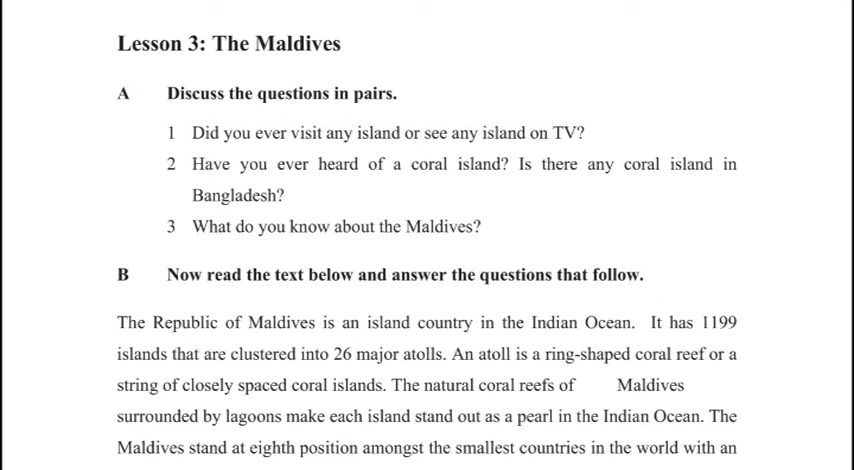 Lesson 3: The Maldives
A Discuss the questions in pairs.
1 Did you ever visit any island or see any island on TV?
2 Have you ever heard of a coral island? Is there any coral island in
Bangladesh?
3 What do you know about the Maldives?
B Now read the text below and answer the questions that follow.
The Republic of Maldives is an island country in the Indian Ocean. It has 1199
islands that are clustered into 26 major atolls. An atoll is a ring-shaped coral reef or a
string of closely spaced coral islands. The natural coral reefs of Maldives
surrounded by lagoons make each island stand out as a pearl in the Indian Ocean. The
Maldives stand at eighth position amongst the smallest countries in the world with an